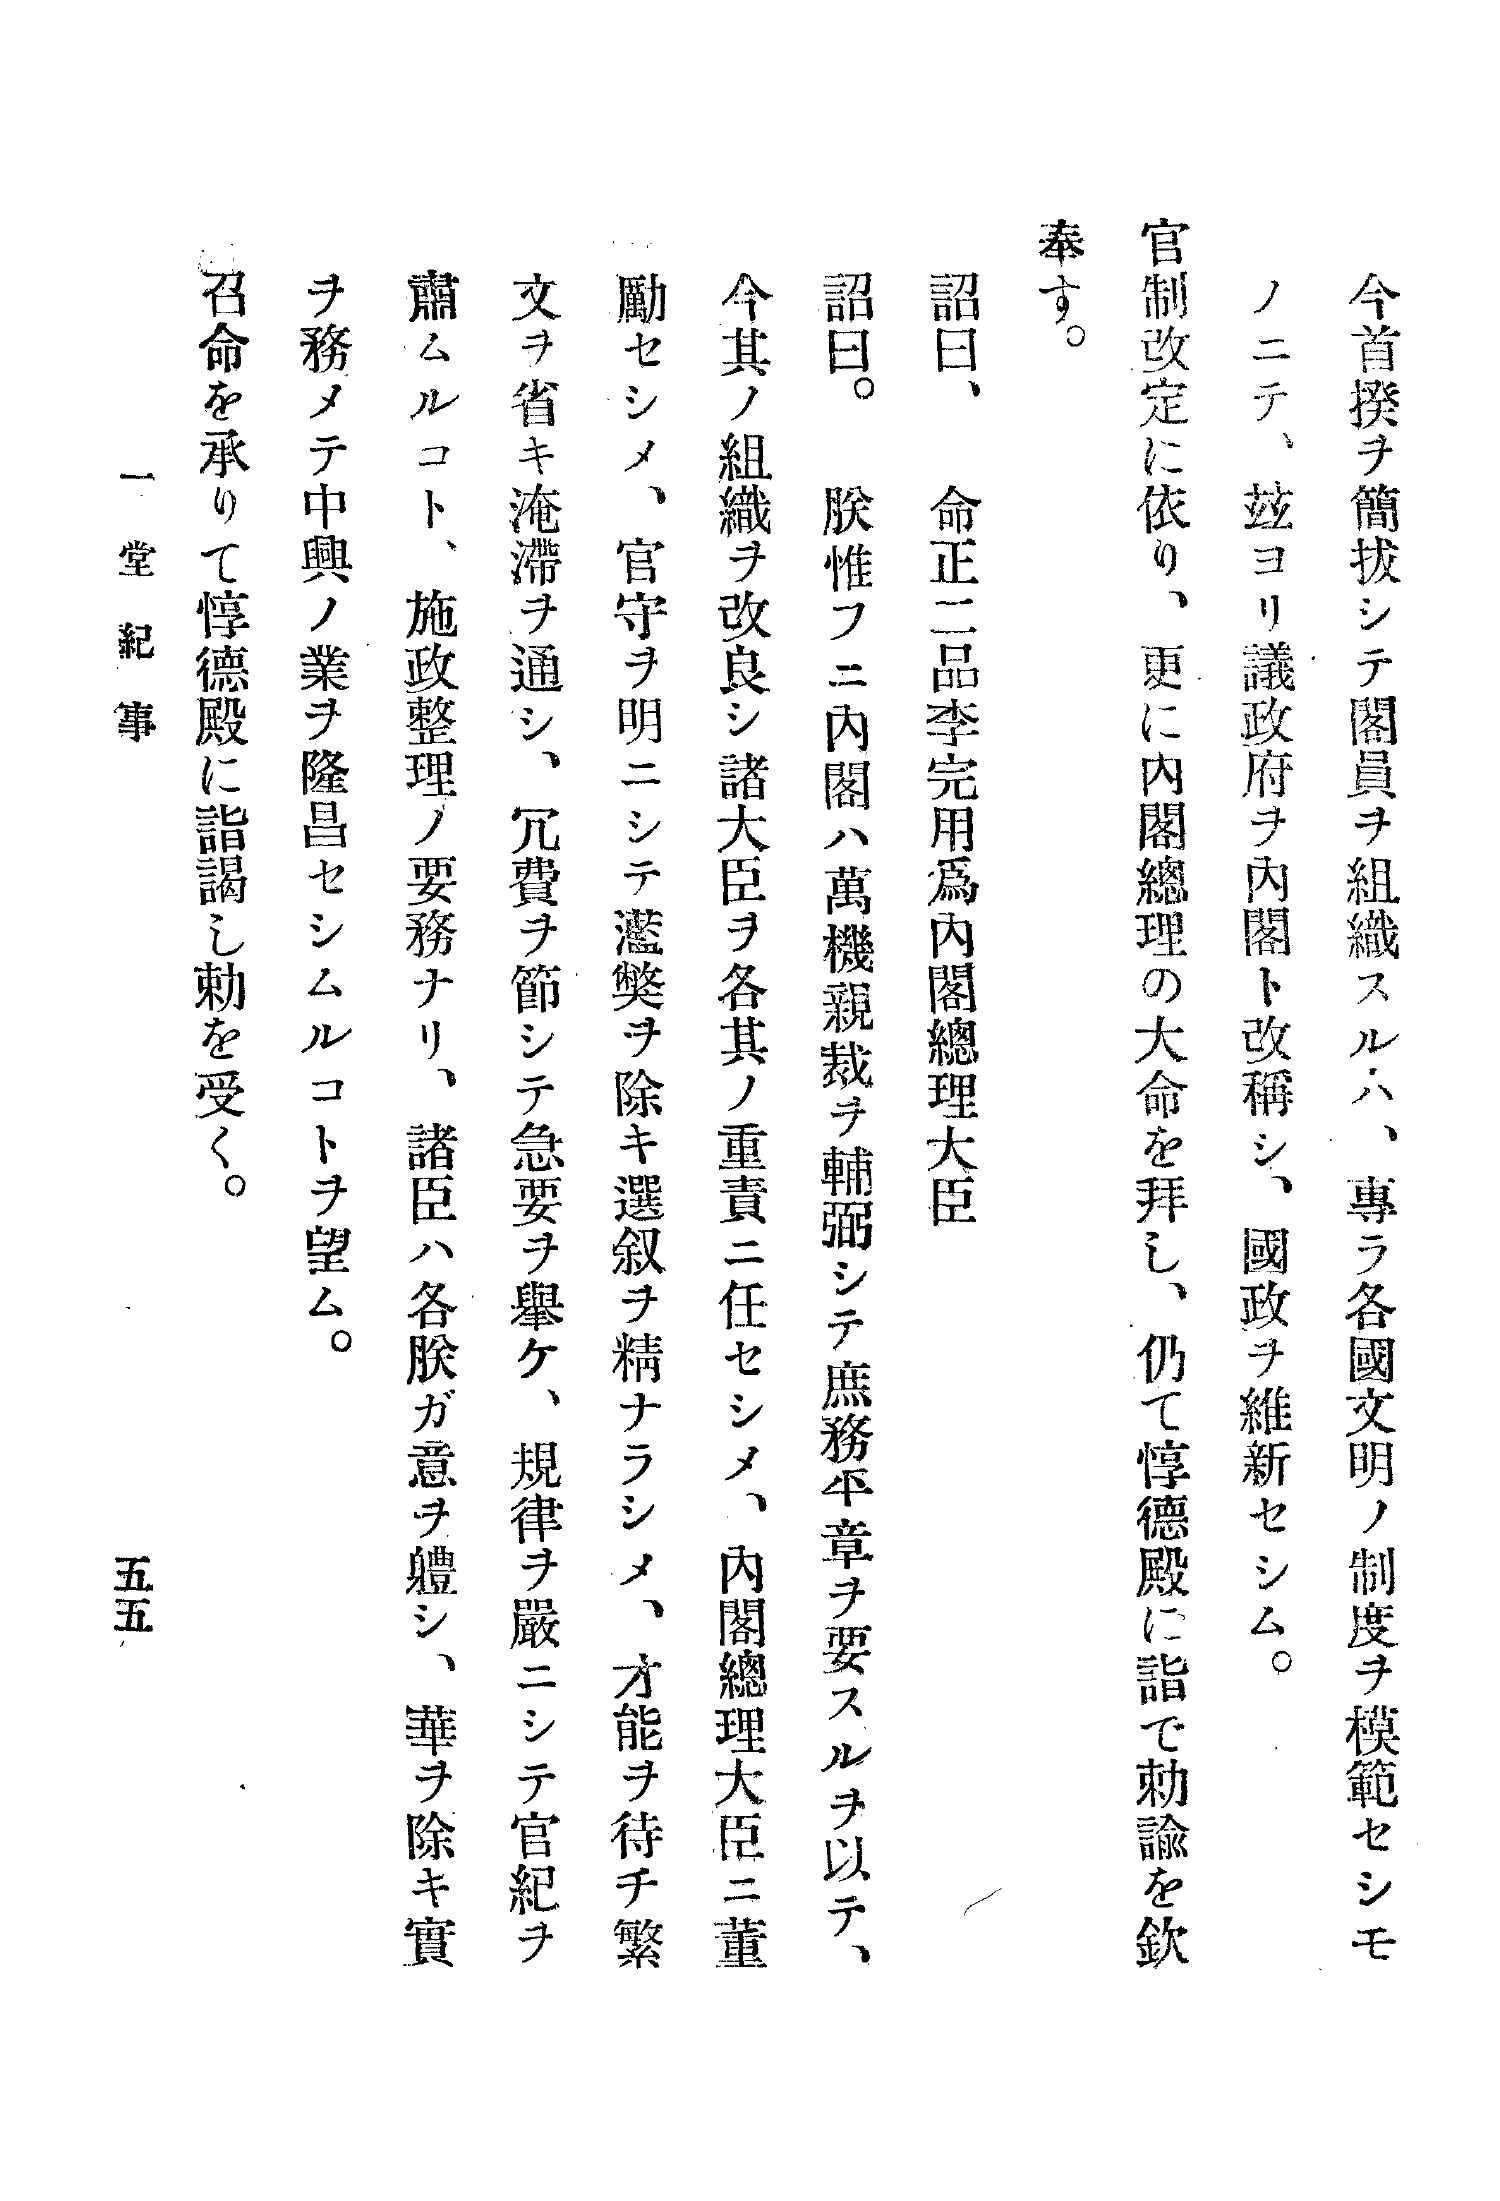 今首揆ヲ簡拔シテ閣員ヲ組織スルハ、專ラ各國文明ノ制度ヲ模範セシモ
ノニテ、玆ヨリ議政府ヲ內閣ト改稱シ、國政ヲ維新セシム。
官制改定に依り、更に內閣總理の大命を拜し、仍て惇德殿に詣で勅諭を欽
奉す。
詔曰、 命正二品李完用爲內閣總理大臣
詔曰。 朕惟フニ內閣ハ萬機親裁ヲ輔弼シテ庶務平章ヲ要スルヲ以テ、
今其ノ組織ヲ改良シ諸大臣ヲ各其ノ重責ニ任セシメ、內閣總理大臣ニ董
勵セシメ、官守ヲ明ニシテ濫獘ヲ除キ選叙ヲ精ナラシメ、才能ヲ待チ繁
文ヲ省キ淹滯ヲ通シ、冗費ヲ節シテ急要ヲ擧ケ、規律ヲ嚴ニシテ官紀ヲ
肅ムルコト、施政整理ノ要務ナリ、諸臣ハ各朕ガ意ヲ軆シ、華ヲ除キ實
ヲ務メテ中興ノ業ヲ隆昌セシムルコトヲ望ム。
召命を承りて惇德殿に詣謁し勅を受く。
一堂紀事 五五